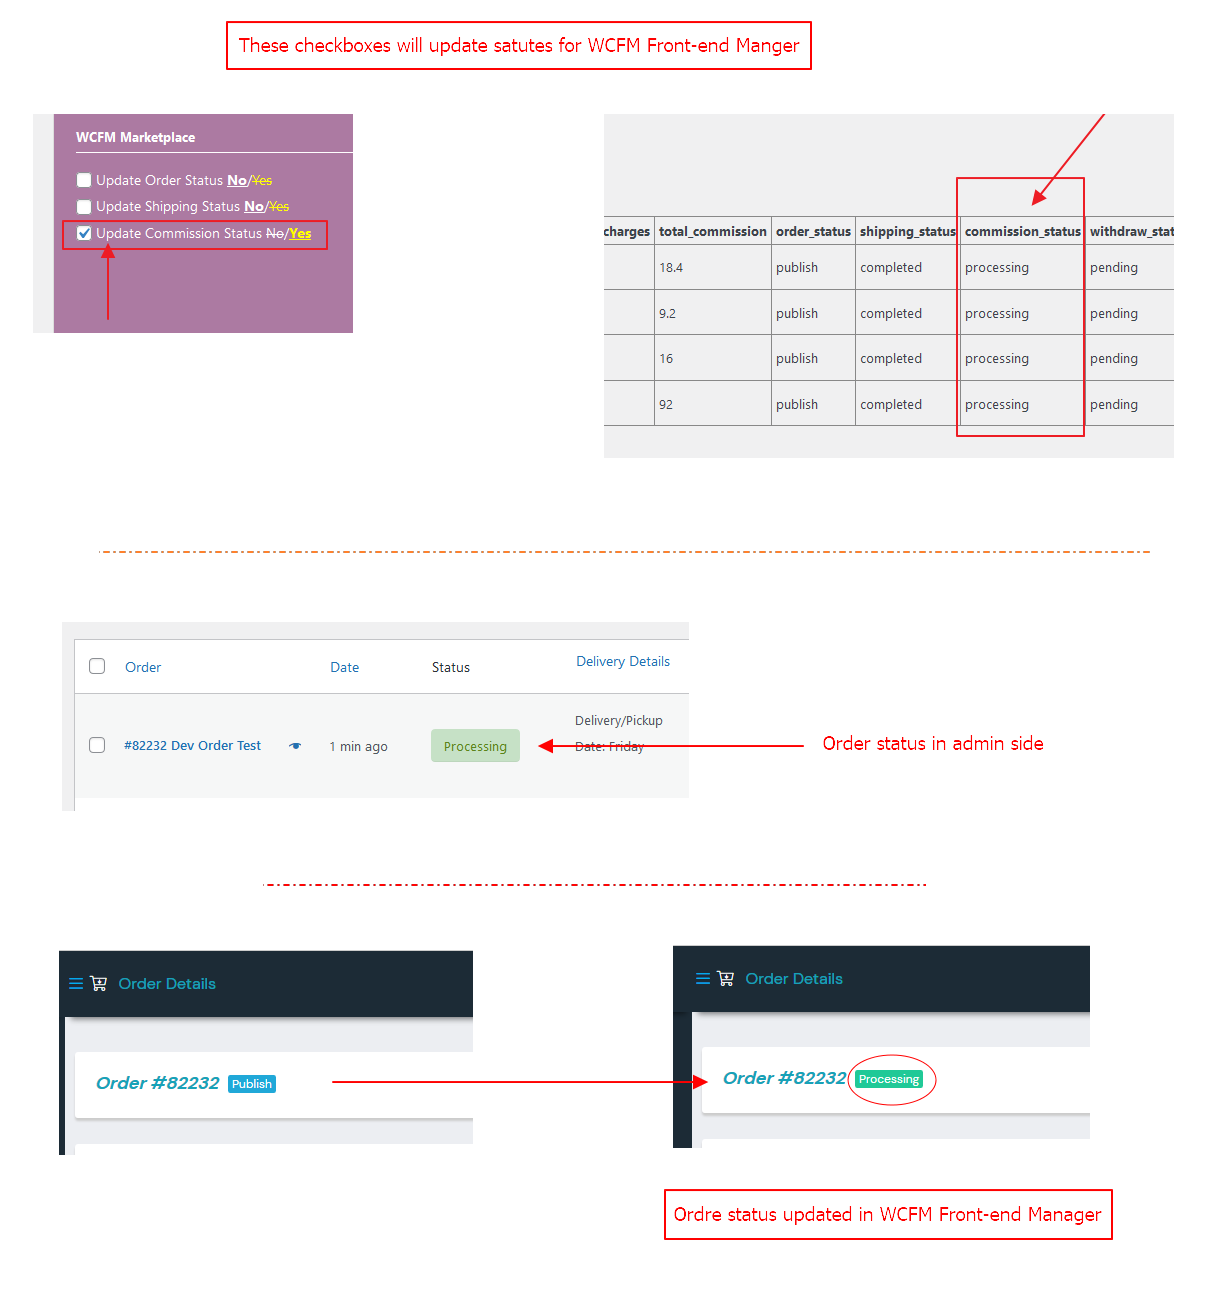 These checkboxes will update satutes for WCFM Front-end Manger
WCFM Marketplace
Update Order Status No/Yes
Update Shipping Status No/Yes
Update Commission Status No/Yes
charges total_commission order_status shipping_status commission_status withdraw_stat
18.4 publish completed processing pending
9.2 publish completed processing pending
16 publish completed processing pending
92 publish completed processing pending
Order Date Status Delivery Details
#82232 Dev Order Test 1 min ago Processing Delivery/Pickup
Date: Friday
Order status in admin side
Order Details
Order #82232 Publish
Order Details
Order #82232 Processing
Ordre status updated in WCFM Front-end Manager